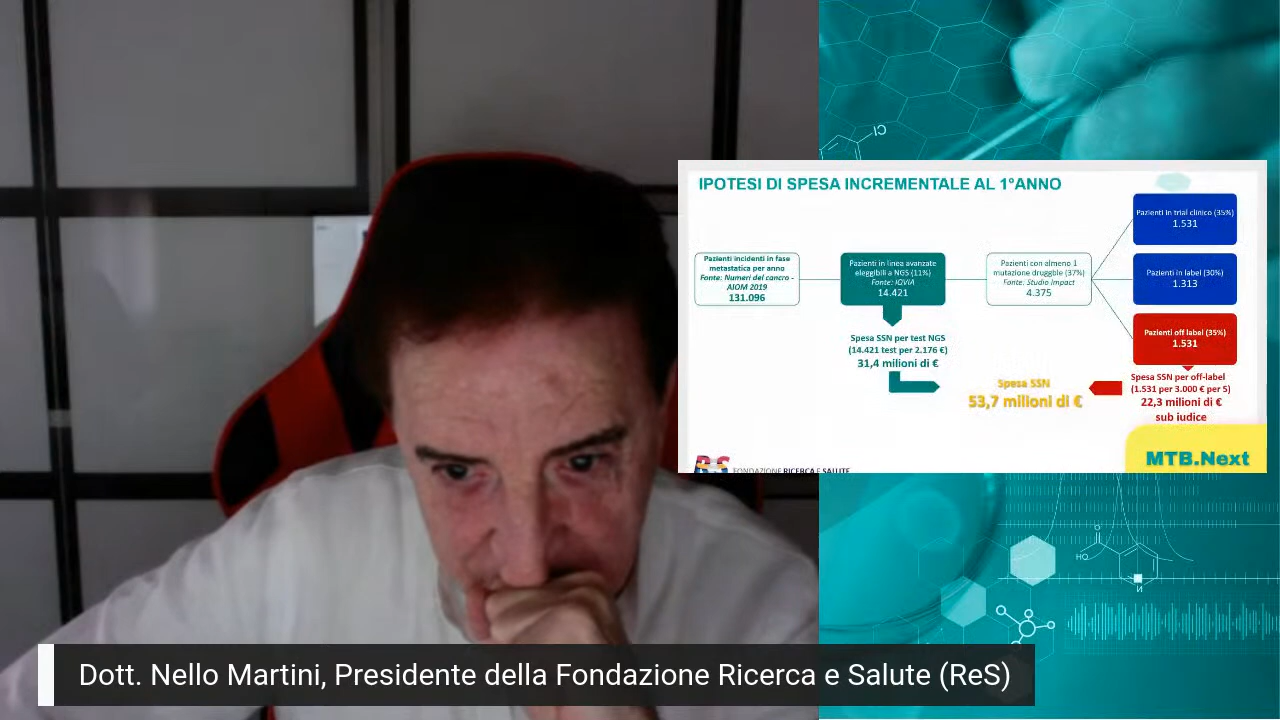 IPOTESI DI SPESA INCREMENTALE AL 1°ANNO
Pazienti incidenti in fase
metastatica per anno
Fonte: Numeri del cancro -
AIOM 2019
131.096
Pazienti in linea avanzate
eleggibili a NGS (11%)
Fonte: IQVIA
14.421
Pazienti con almeno 1
mutazione druggble (37%)
Fonte: Studio Impact
4.375
Pazienti in trial clinico (35%)
1.531
Pazienti in label (30%)
1.313
Pazienti off label (35%)
1.531
Spesa SSN per test NGS
(14.421 test per 2.176 €)
31,4 milioni di €
Spesa SSN
53,7 milioni di €
Spesa SSN per off-label
(1.531 per 3.000 € per 5)
22,3 milioni di €
sub iudice
ReS FONDAZIONE RICERCA E SALUTE
MTB.Next
Cl
HO
O
N
Dott. Nello Martini, Presidente della Fondazione Ricerca e Salute (ReS)